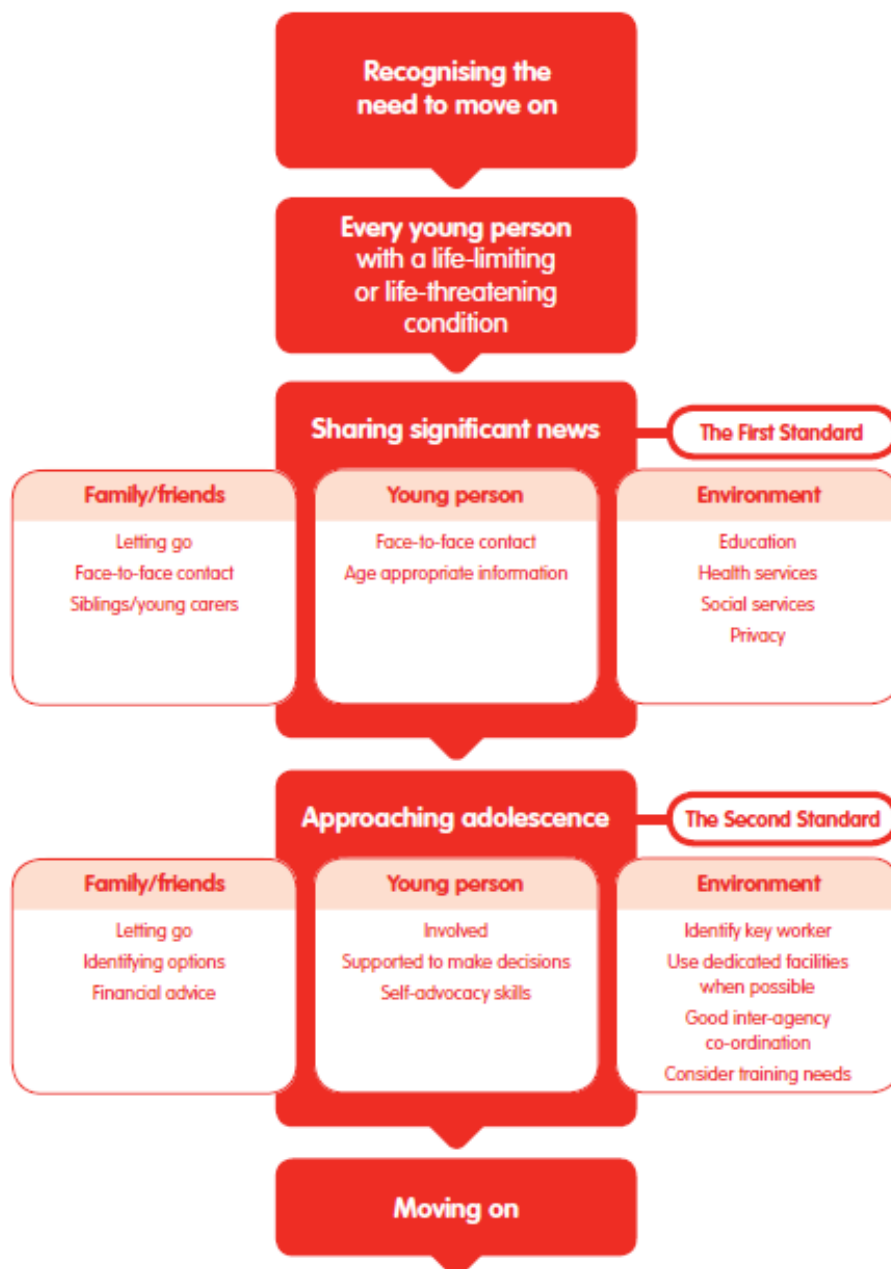 Recognising the
need to move on
Every young person
with a life-limiting
or life-threatening
condition
Sharing significant news
The First Standard
Family/friends
Letting go
Face-to-face contact
Siblings/young carers
Young person
Face-to-face contact
Age appropriate information
Environment
Education
Health services
Social services
Privacy
Approaching adolescence
The Second Standard
Family/friends
Letting go
Identifying options
Financial advice
Young person
Involved
Supported to make decisions
Self-advocacy skills
Environment
Identify key worker
Use dedicated facilities
when possible
Good inter-agency
co-ordination
Consider training needs
Moving on